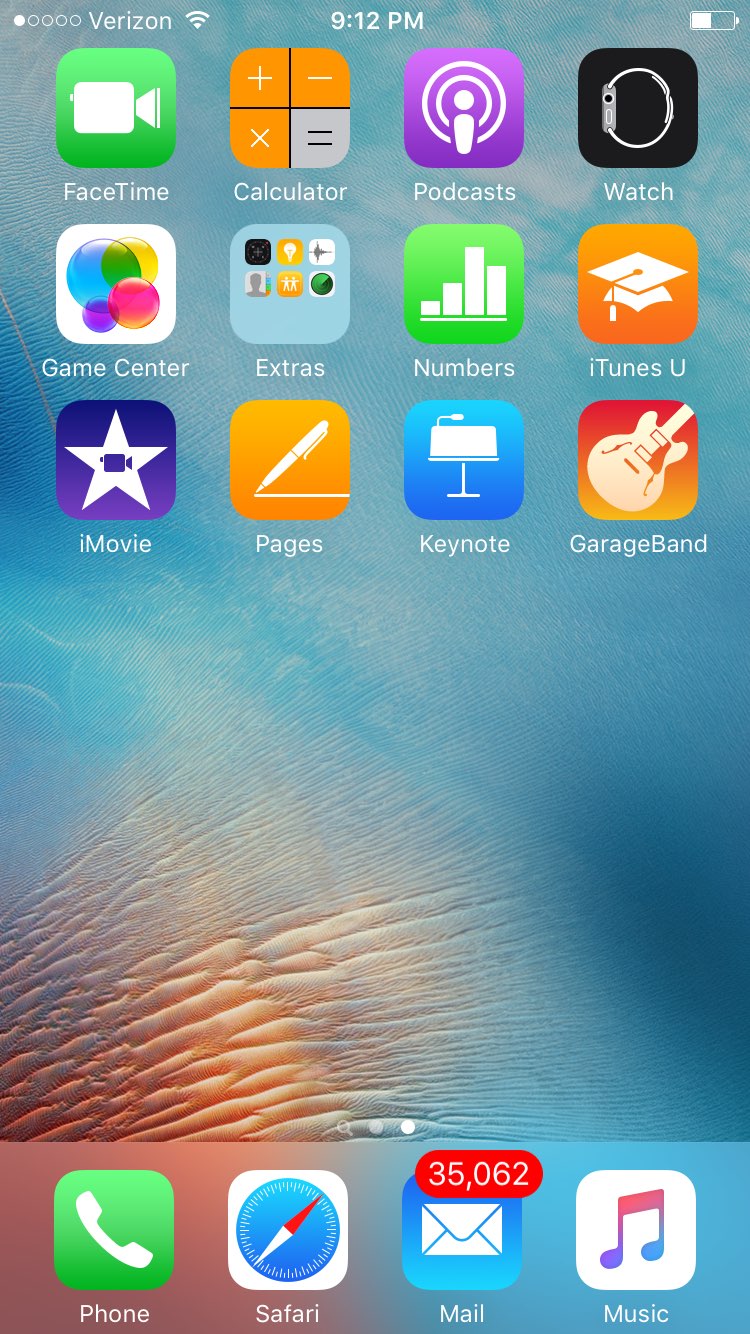 Verizon 9:12 PM
FaceTime Calculator Podcasts Watch
Game Center Extras Numbers iTunes U
iMovie Pages Keynote GarageBand
35,062
Phone Safari Mail Music